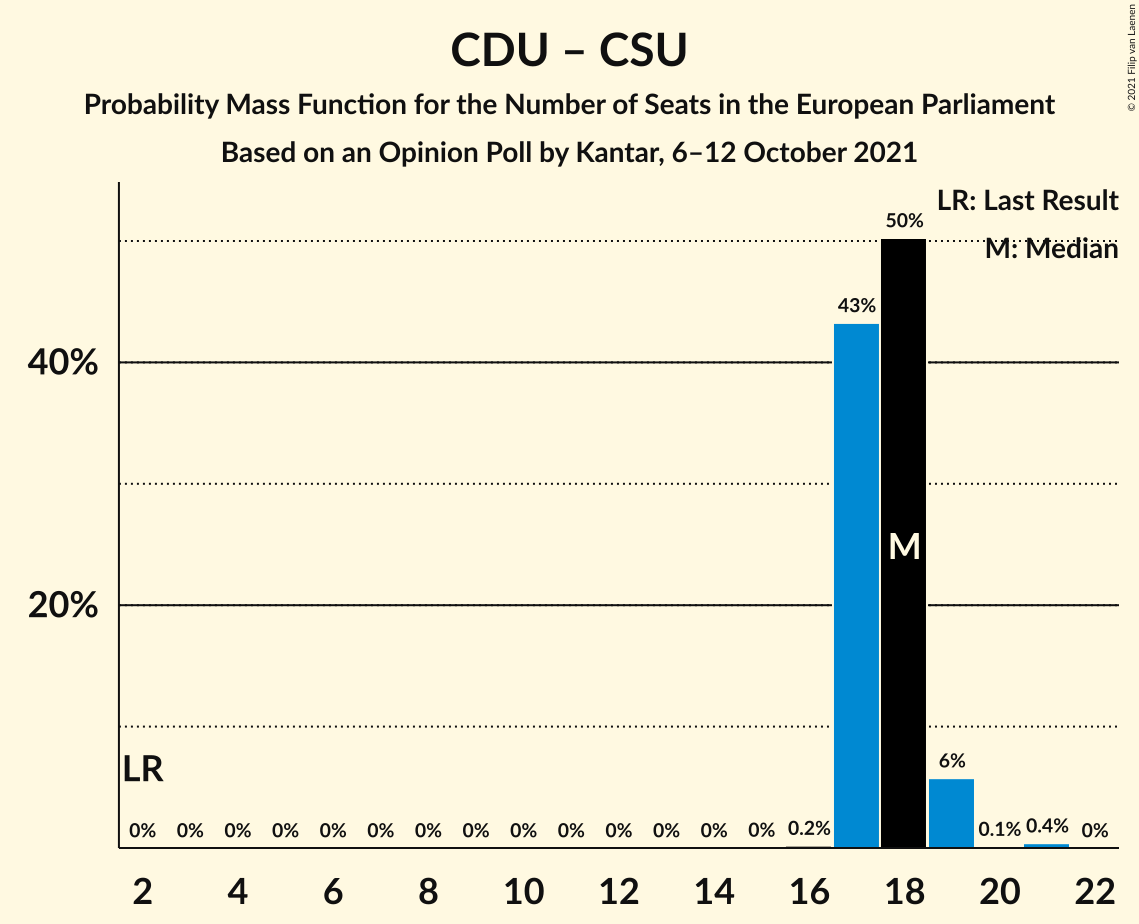 CDU – CSU
Probability Mass Function for the Number of Seats in the European Parliament
Based on an Opinion Poll by Kantar, 6–12 October 2021
© 2021 Filip van Laenen
LR: Last Result
M: Median
50%
43%
40%
M
20%
LR
6%
0% 0% 0% 0% 0% 0% 0% 0% 0% 0% 0% 0% 0% 0% 0.2% 0.1% 0.4% 0%
2 4 6 8 10 12 14 16 18 20 22